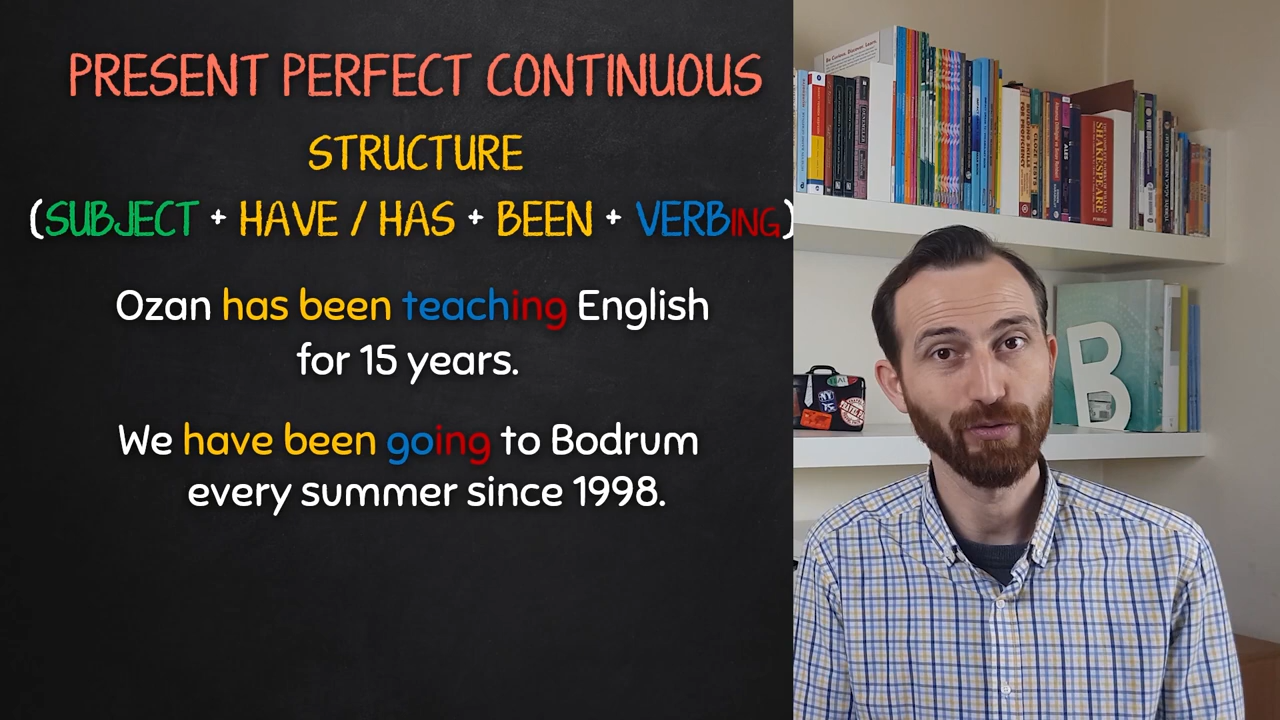 PRESENT PERFECT CONTINUOUS
STRUCTURE
(SUBJECT + HAVE / HAS + BEEN + VERBING)
Ozan has been teaching English
for 15 years.
We have been going to Bodrum
every summer since 1998.
SHAKESPEARE
B